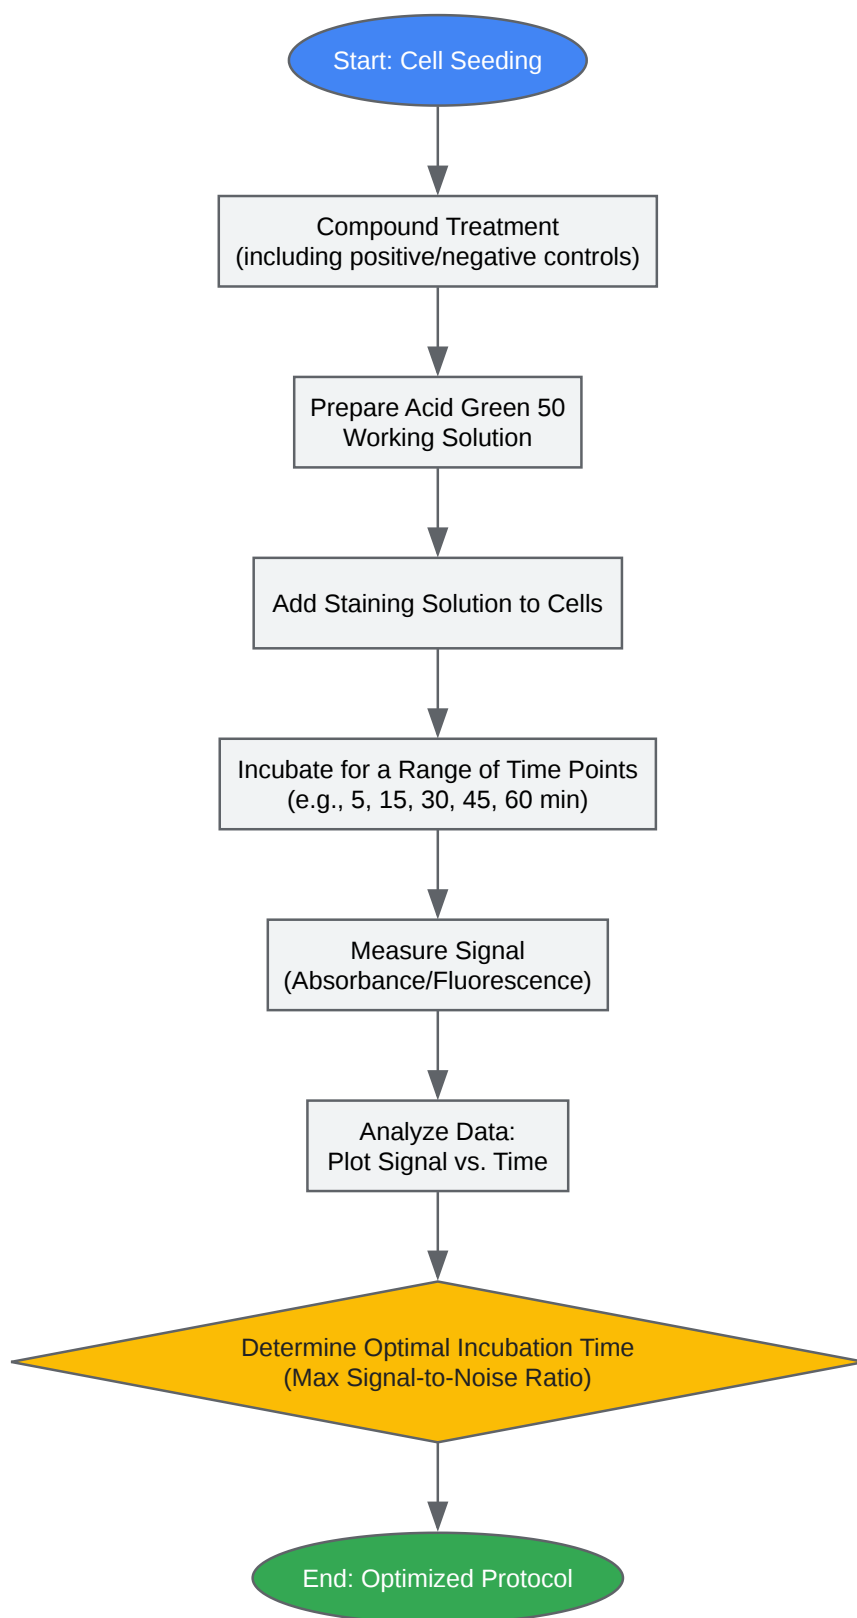 Start: Cell Seeding
Compound Treatment
(including positive/negative controls)
Prepare Acid Green 50
Working Solution
Add Staining Solution to Cells
Incubate for a Range of Time Points
(e.g., 5, 15, 30, 45, 60 min)
Measure Signal
(Absorbance/Fluorescence)
Analyze Data:
Plot Signal vs. Time
Determine Optimal Incubation Time
(Max Signal-to-Noise Ratio)
End: Optimized Protocol